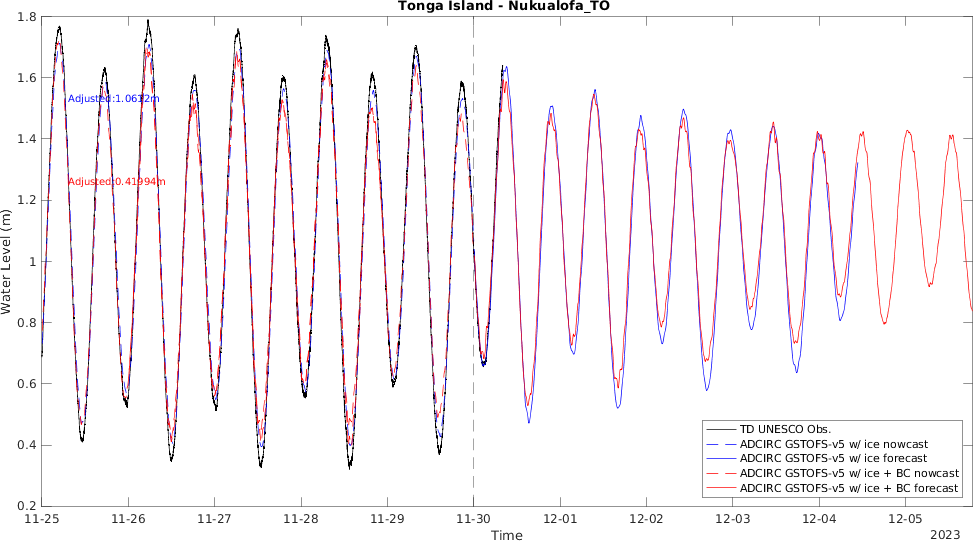 Tonga Island - Nukualofa_TO
1.8
1.6
1.4
1.2
1
0.8
0.6
0.4
0.2
Water Level (m)
Adjusted:1.0632m
Adjusted:0.41994m
TD UNESCO Obs.
ADCIRC GSTOFS-v5 w/ ice nowcast
ADCIRC GSTOFS-v5 w/ ice forecast
ADCIRC GSTOFS-v5 w/ ice + BC nowcast
ADCIRC GSTOFS-v5 w/ ice + BC forecast
11-25 11-26 11-27 11-28 11-29 11-30 12-01 12-02 12-03 12-04 12-05
Time
2023